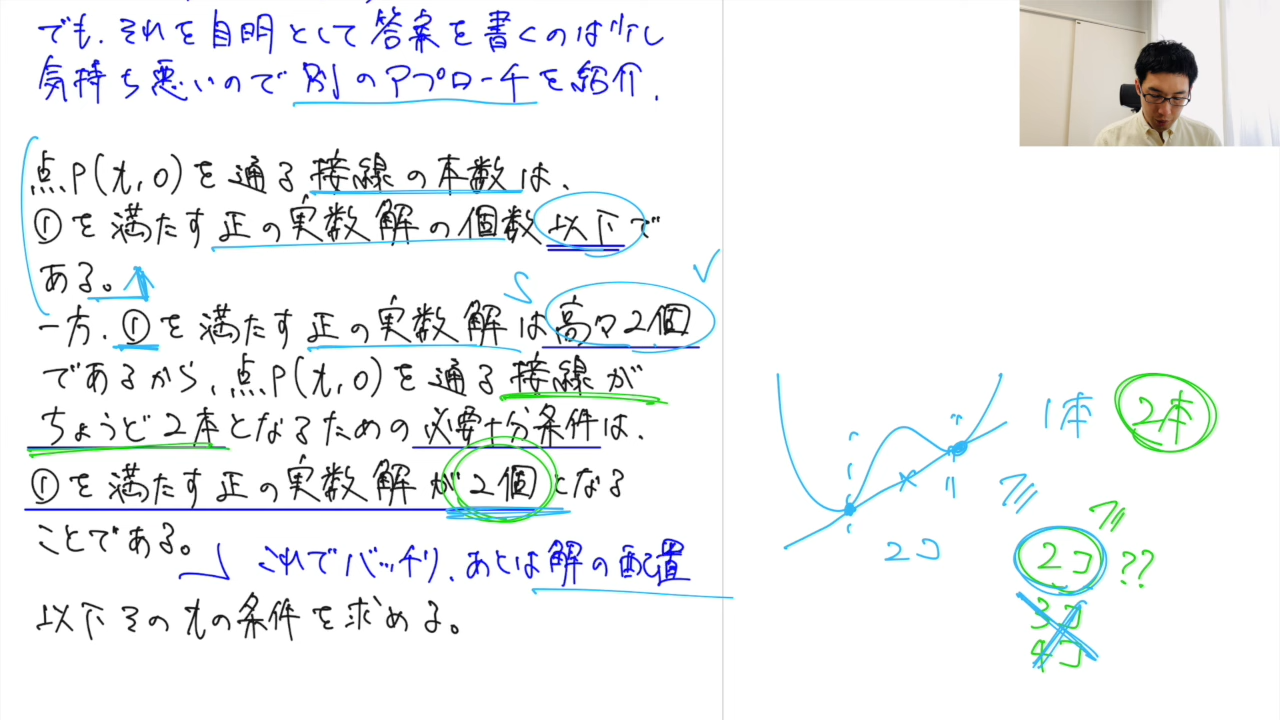 でも、それを自明として答案を書くのは少し
気持ち悪いので別のアプローチを紹介.
点P(t,0)を通る接線の本数は、
①を満たす正の実数解の個数以下で
ある。
一方、①を満たす正の実数解は高々2個
であるから、点P(t,0)を通る接線が
ちょうど2本となるための必要十分条件は、
①を満たす正の実数解が2個となる
ことである。
これでバッチリ、あとは解の配置
以下そのtの条件を求める。
1本 2本
2コ
2コ ??
3コ
4コ